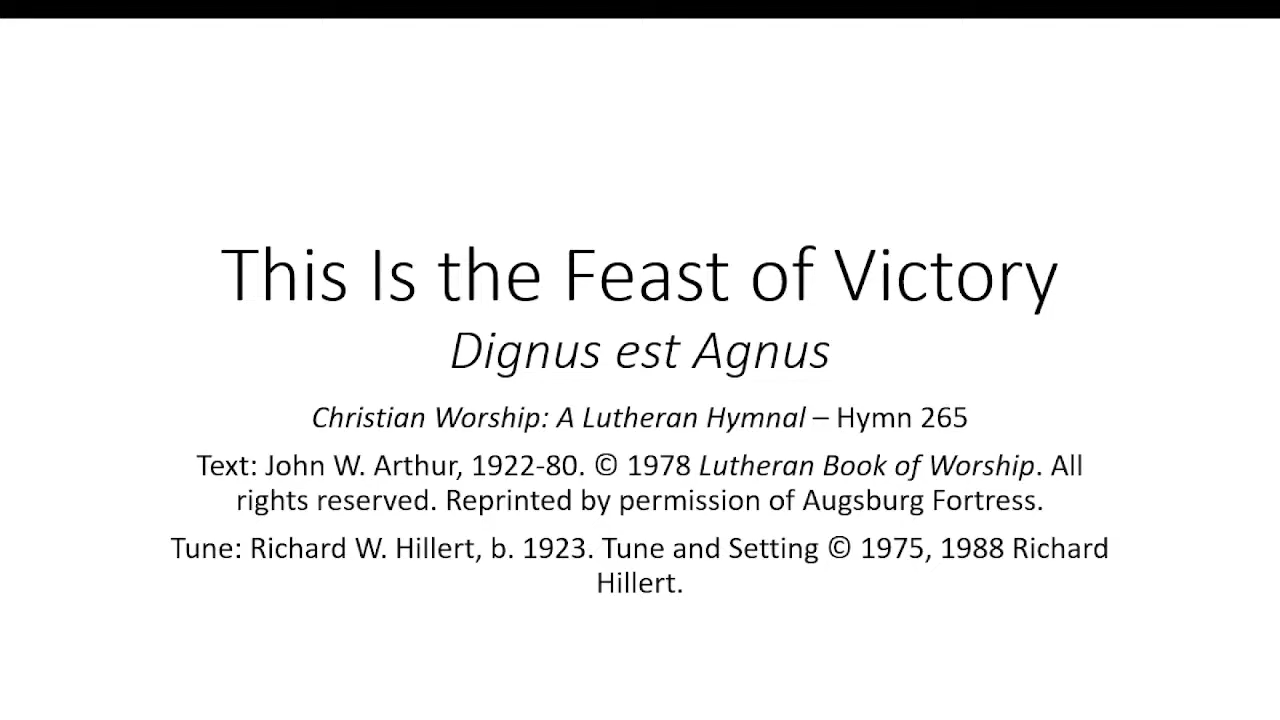 This Is the Feast of Victory
Dignus est Agnus
Christian Worship: A Lutheran Hymnal – Hymn 265
Text: John W. Arthur, 1922-80. © 1978 Lutheran Book of Worship. All
rights reserved. Reprinted by permission of Augsburg Fortress.
Tune: Richard W. Hillert, b. 1923. Tune and Setting © 1975, 1988 Richard
Hillert.